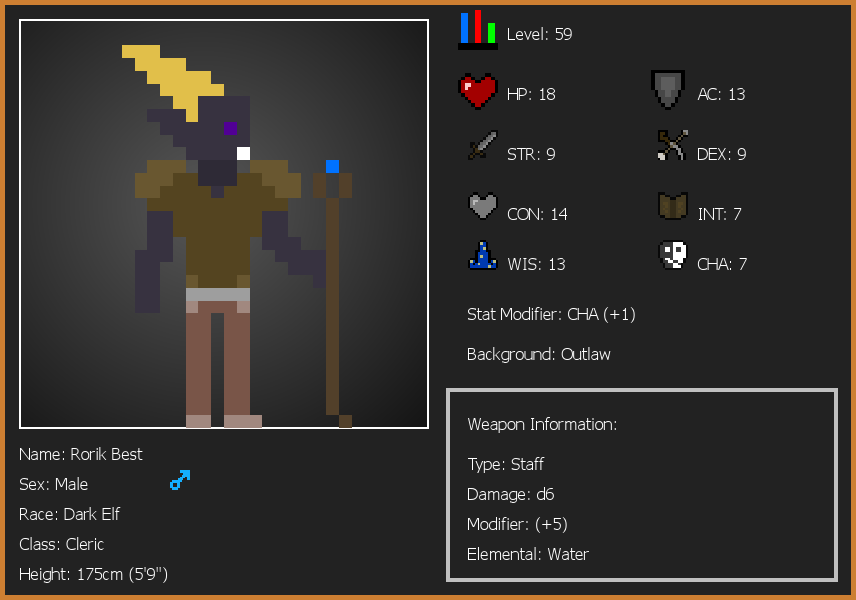 Level: 59
HP: 18
AC: 13
STR: 9
DEX: 9
CON: 14
INT: 7
WIS: 13
CHA: 7
Stat Modifier: CHA (+1)
Background: Outlaw
Weapon Information:
Type: Staff
Damage: d6
Modifier: (+5)
Elemental: Water
Name: Rorik Best
Sex: Male
Race: Dark Elf
Class: Cleric
Height: 175cm (5'9")